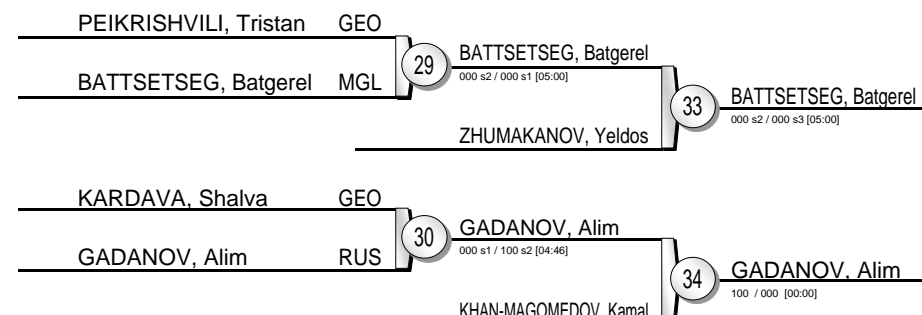 PEIKRISHVILI, Tristan GEO
29
BATTSETSEG, Batgerel
000 s2 / 000 s1 [05:00]
BATTSETSEG, Batgerel MGL
33
BATTSETSEG, Batgerel
000 s2 / 000 s3 [05:00]
ZHUMAKANOV, Yeldos
KARDAVA, Shalva GEO
30
GADANOV, Alim
000 s1 / 100 s2 [04:46]
GADANOV, Alim RUS
34
GADANOV, Alim
100 / 000 [00:00]
KHAN-MAGOMEDOV, Kamal